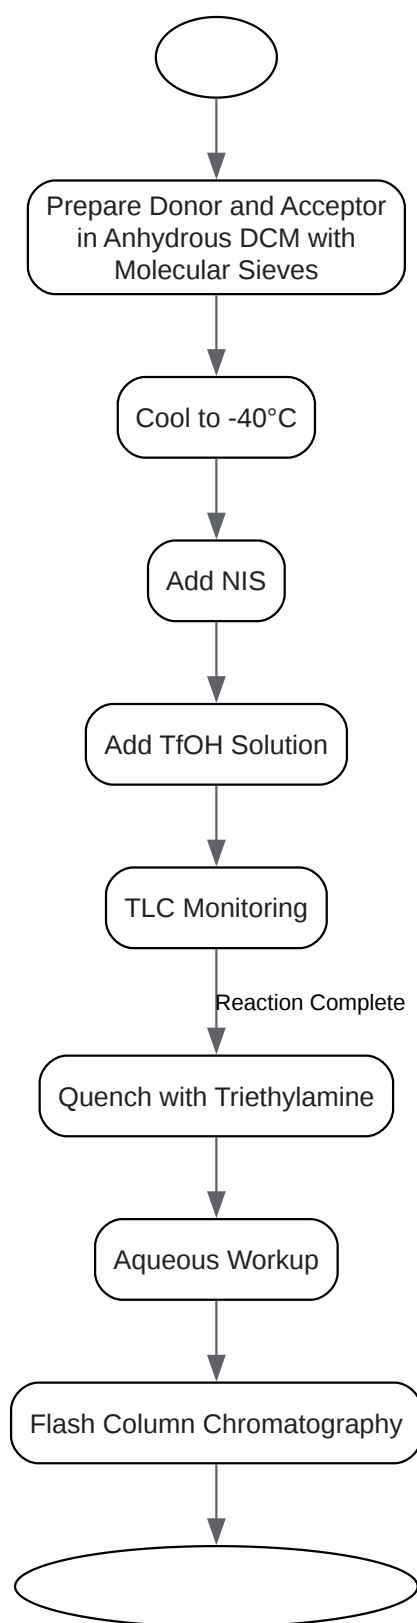 Prepare Donor and Acceptor
in Anhydrous DCM with
Molecular Sieves
Cool to -40°C
Add NIS
Add TfOH Solution
TLC Monitoring
Reaction Complete
Quench with Triethylamine
Aqueous Workup
Flash Column Chromatography